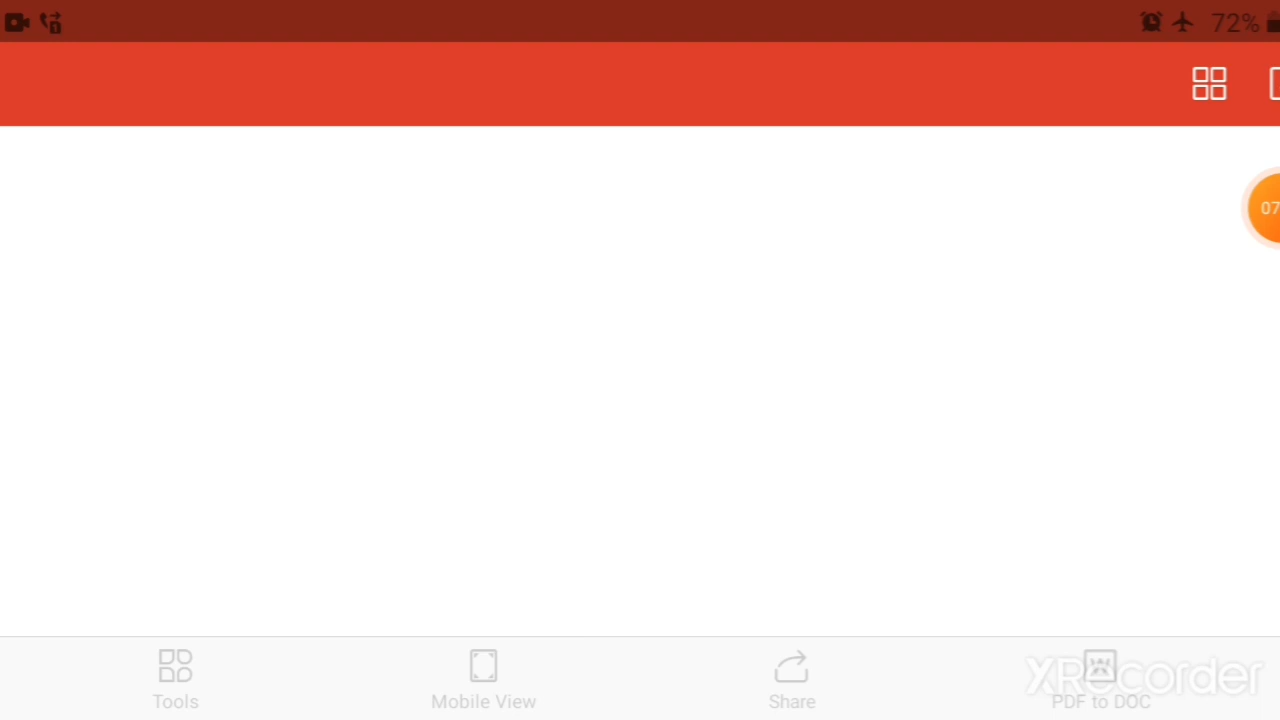 72%
07
Tools
Mobile View
Share
PDF to DOC
XRecorder